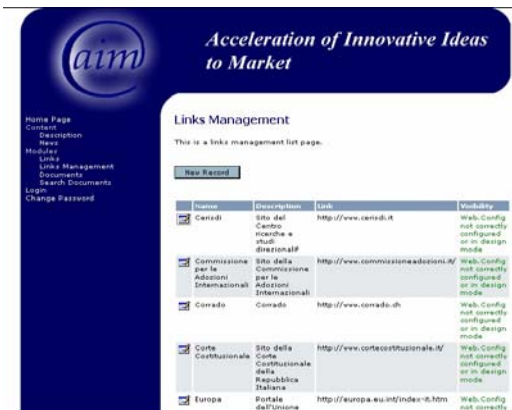 aim
Acceleration of Innovative Ideas
to Market
Home Page
Content
Description
News
Modules
Links
Links Management
Documents
Search Documents
Login
Change Password
Links Management
This is a links management list page.
New Record
Name Description Link Visibility
Cerisdi Sito del Centro ricerche e studi direzionali# http://www.cerisdi.it Web.Config not correctly configured or in design mode
Commissione per le Adozioni Internazionali Sito della Commissione per le Adozioni Internazionali http://www.commissioneadozioni.it/ Web.Config not correctly configured or in design mode
Corrado Corrado http://www.corrado.ch Web.Config not correctly configured or in design mode
Corte Costituzionale Sito della Corte Costituzionale della Repubblica Italiana http://www.cortecostituzionale.it/ Web.Config not correctly configured or in design mode
Europa Portale dell'Unione http://europa.eu.int/index-it.htm Web.Config not correctly